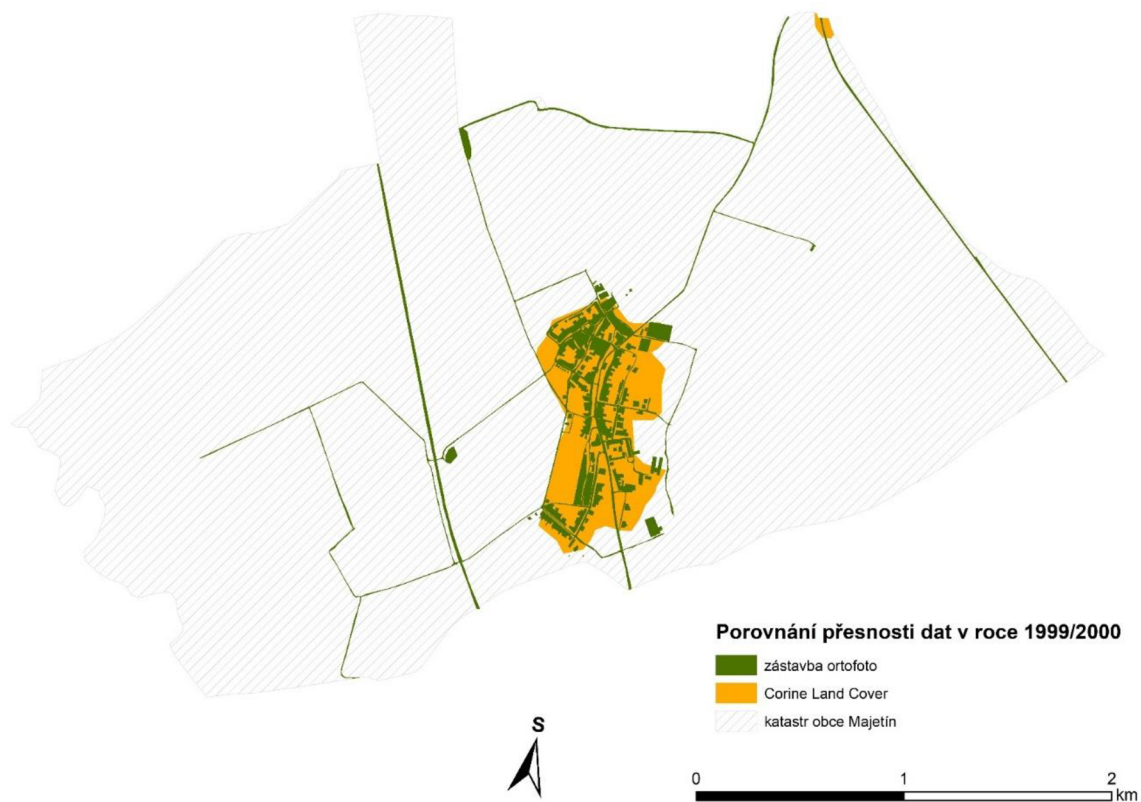 Porovnání přesnosti dat v roce 1999/2000
zástavba ortofoto
Corine Land Cover
katastr obce Majetín
S
0 1 2
km